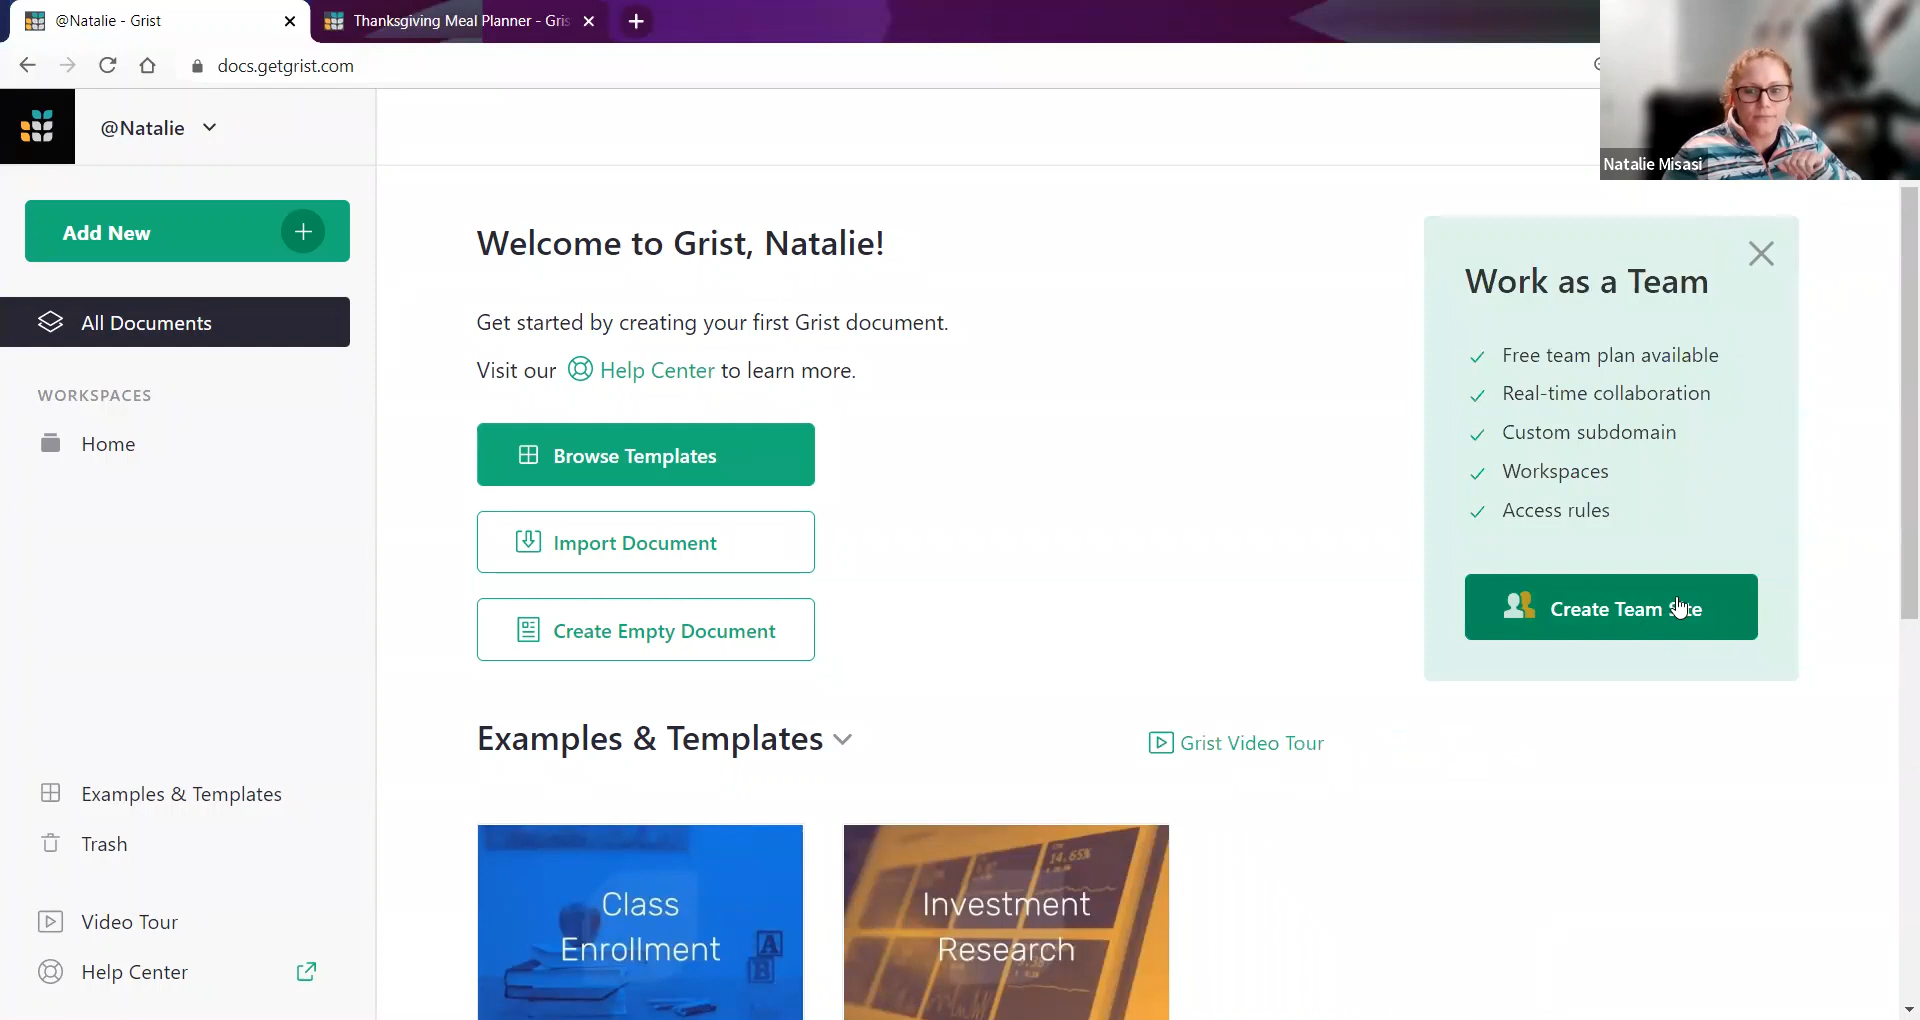 @Natalie - Grist
Thanksgiving Meal Planner - Gris
docs.getgrist.com
Natalie Misasi
@Natalie
Add New
All Documents
WORKSPACES
Home
Examples & Templates
Trash
Video Tour
Help Center
Welcome to Grist, Natalie!
Get started by creating your first Grist document.
Visit our Help Center to learn more.
Browse Templates
Import Document
Create Empty Document
Work as a Team
Free team plan available
Real-time collaboration
Custom subdomain
Workspaces
Access rules
Create Team Site
Examples & Templates
Grist Video Tour
Class
Enrollment
A
B
14.65%
Investment
Research